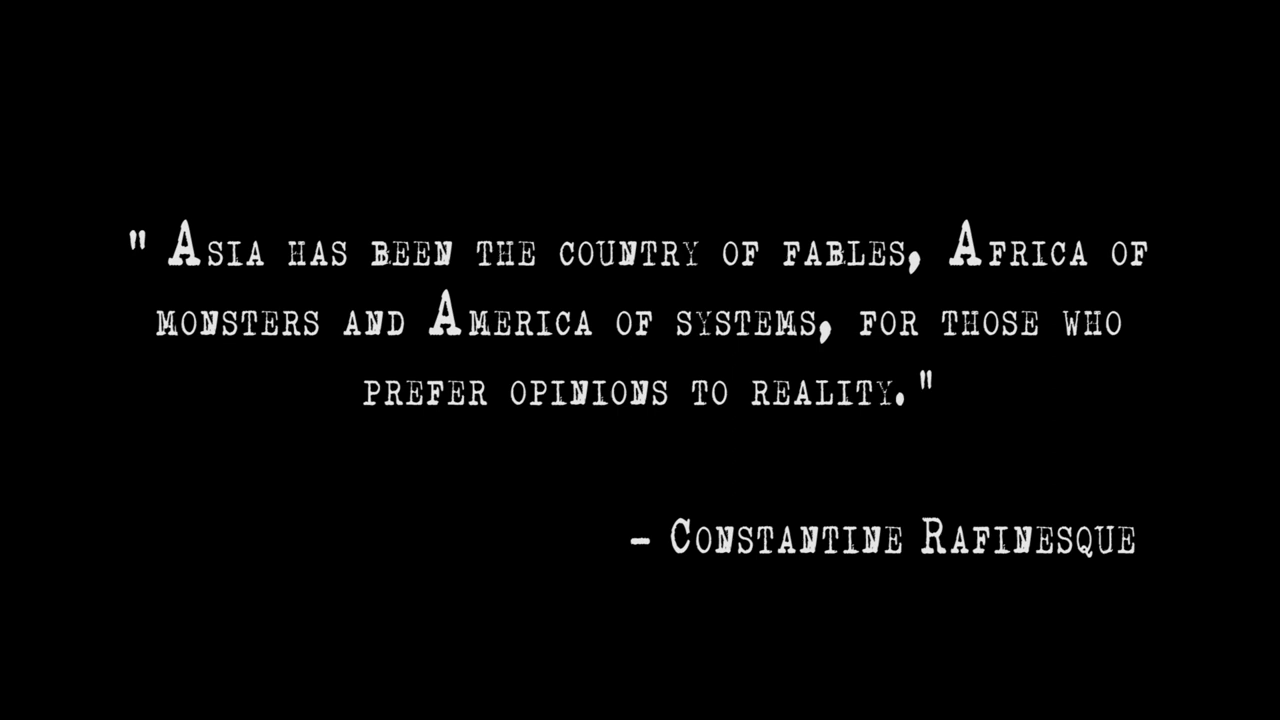 " Asia has been the country of fables, Africa of
monsters and America of systems, for those who
prefer opinions to reality."
- Constantine Rafinesque